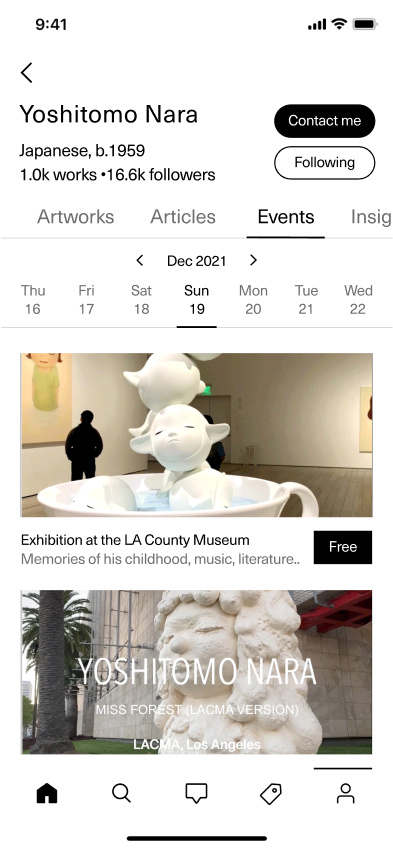 9:41
Yoshitomo Nara
Contact me
Japanese, b.1959
1.0k works •16.6k followers
Following
Artworks Articles Events Insig
Dec 2021
Thu Fri Sat Sun Mon Tue Wed
16 17 18 19 20 21 22
Exhibition at the LA County Museum
Memories of his childhood, music, literature..
Free
YOSHITOMO NARA
MISS FOREST (LACMA VERSION)
LACMA, Los Angeles